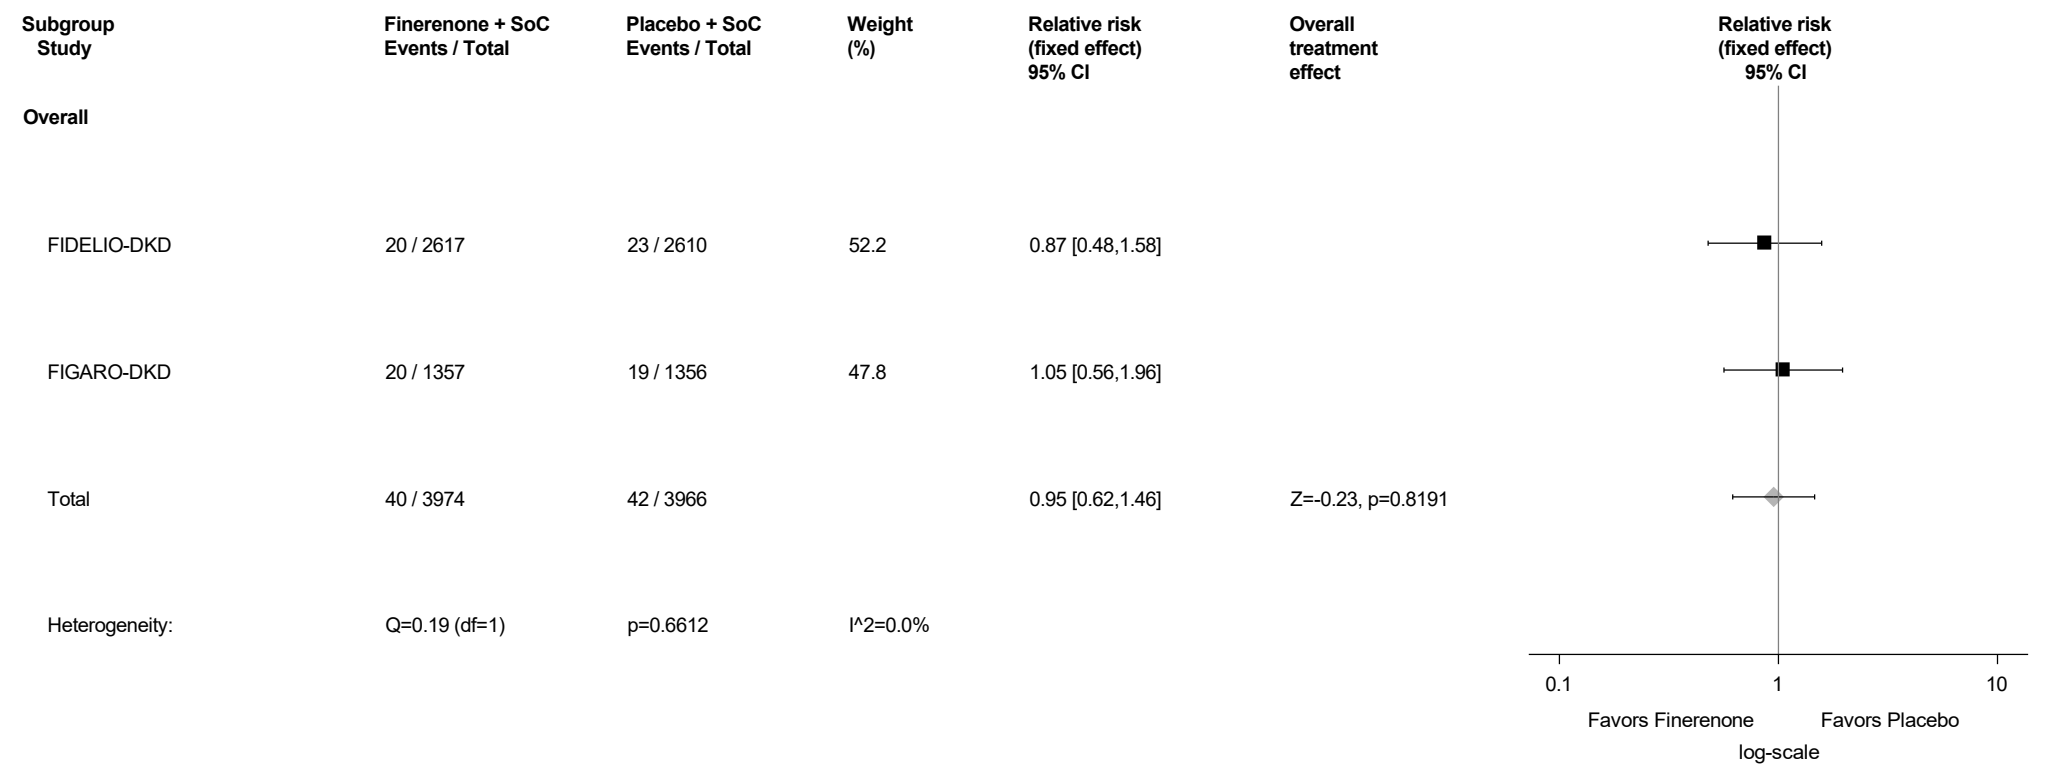 Subgroup Finerenone + SoC Placebo + SoC Weight Relative risk Overall Relative risk
Study Events / Total Events / Total (%) (fixed effect) treatment (fixed effect)
95% CI effect 95% CI
Overall
FIDELIO-DKD 20 / 2617 23 / 2610 52.2 0.87 [0.48,1.58]
FIGARO-DKD 20 / 1357 19 / 1356 47.8 1.05 [0.56,1.96]
Total 40 / 3974 42 / 3966 0.95 [0.62,1.46] Z=-0.23, p=0.8191
Heterogeneity: Q=0.19 (df=1) p=0.6612 I^2=0.0%
0.1 1 10
Favors Finerenone Favors Placebo
log-scale